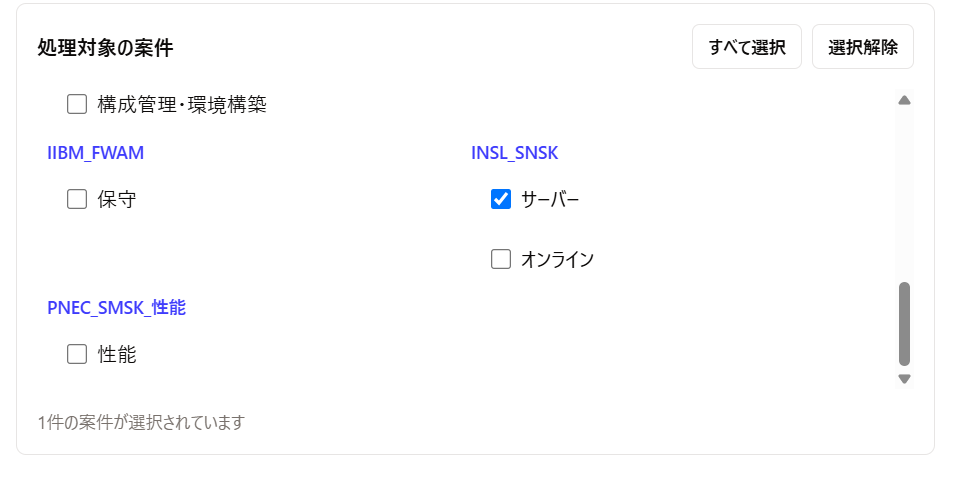 処理対象の案件
すべて選択
選択解除
構成管理・環境構築
IIBM_FWAM
保守
INSL_SNSK
サーバー
オンライン
PNEC_SMSK_性能
性能
1件の案件が選択されています